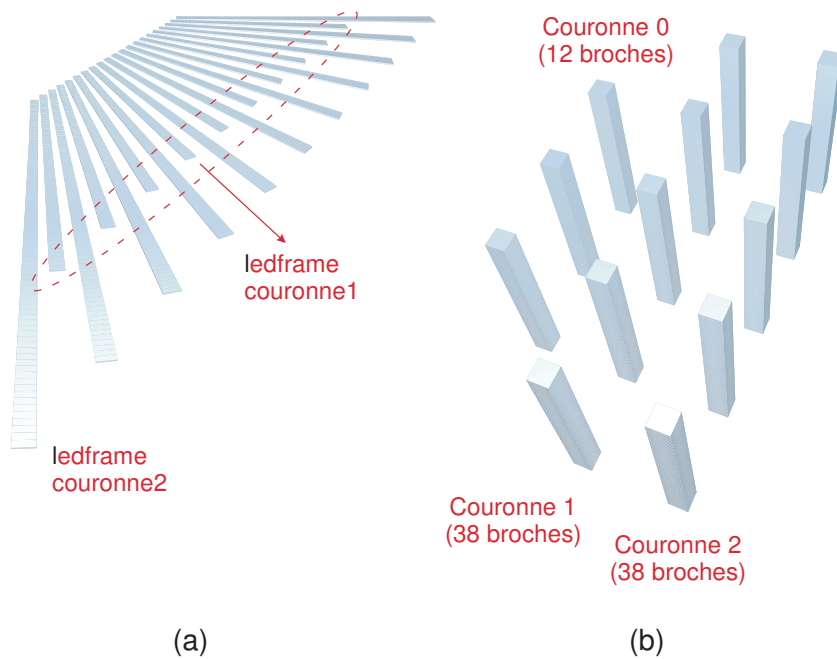 Couronne 0
(12 broches)
ledframe
couronne1
ledframe
couronne2
Couronne 1
(38 broches)
Couronne 2
(38 broches)
(a)
(b)